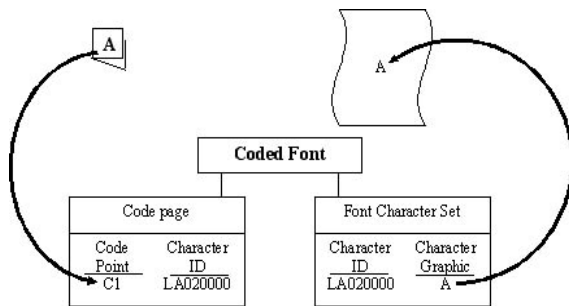 A
A
Coded Font
Code page
Code Character
Point ID
C1 LA020000
Font Character Set
Character Character
ID Graphic
LA020000 A